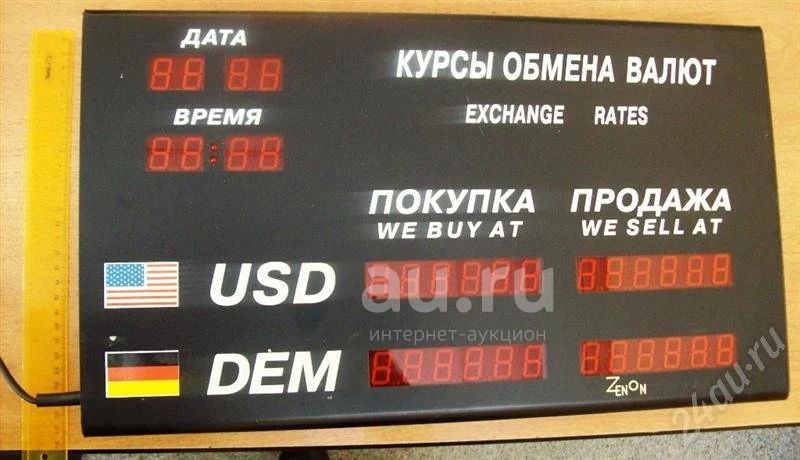 ДАТА
КУРСЫ ОБМЕНА ВАЛЮТ
EXCHANGE RATES
ВРЕМЯ
ПОКУПКА ПРОДАЖА
WE BUY AT WE SELL AT
USD
au.ru
интернет-аукцион
DEM
ZENON
24au.ru